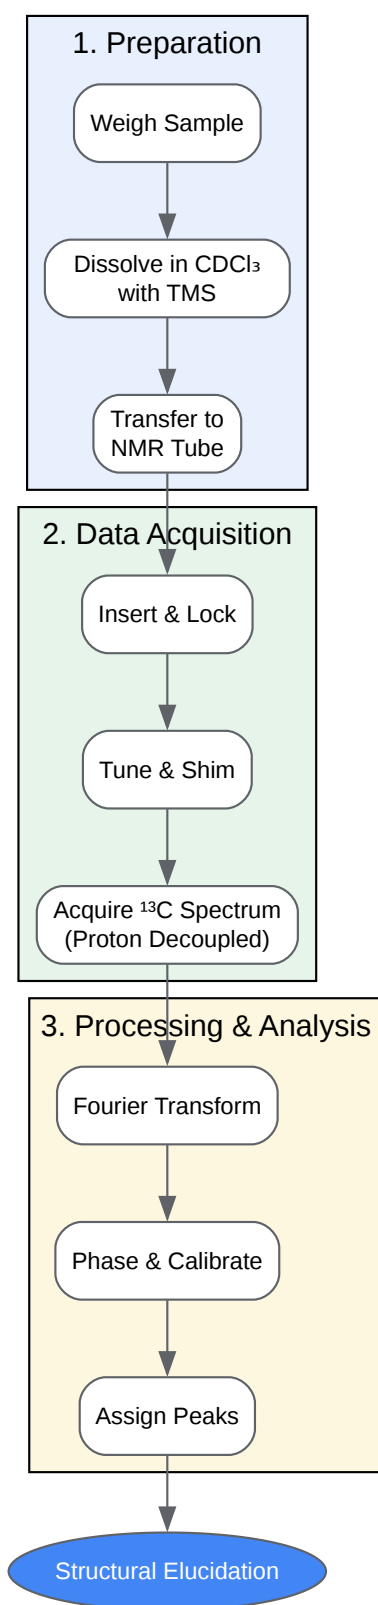 1. Preparation
Weigh Sample
Dissolve in CDCl₃
with TMS
Transfer to
NMR Tube
2. Data Acquisition
Insert & Lock
Tune & Shim
Acquire ¹³C Spectrum
(Proton Decoupled)
3. Processing & Analysis
Fourier Transform
Phase & Calibrate
Assign Peaks
Structural Elucidation